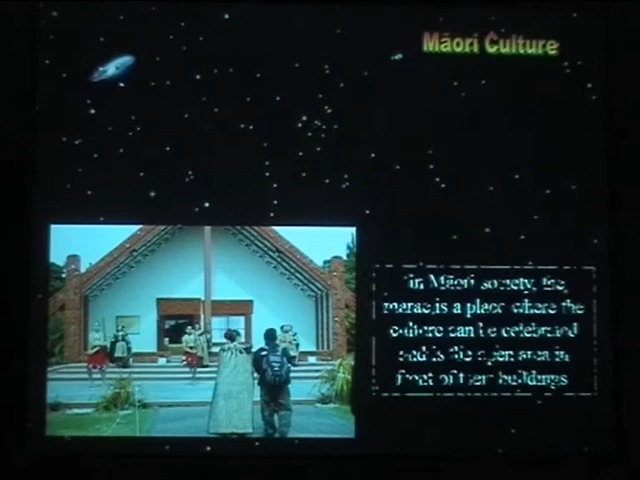 Māori Culture
in Māori society, the
marae is a place where the
culture can be celebrated
and is the open area in
front of their buildings